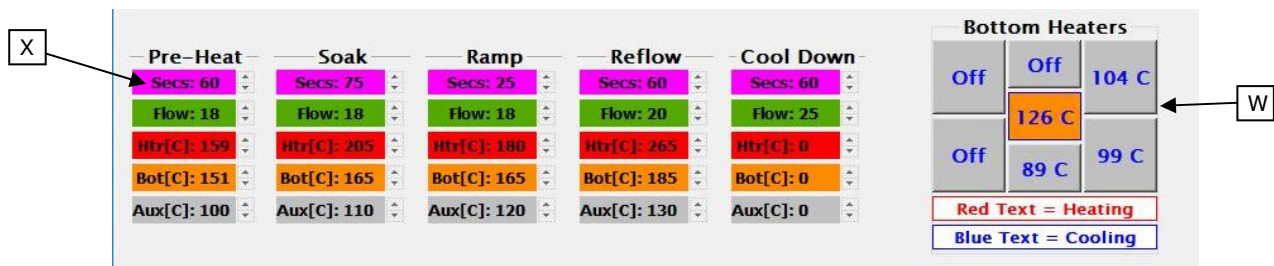 Bottom Heaters
X
Pre-Heat Soak Ramp Reflow Cool Down
Off Off 104 C
Secs: 60 Secs: 75 Secs: 25 Secs: 60 Secs: 60
W
Flow: 18 Flow: 18 Flow: 18 Flow: 20 Flow: 25
126 C
Htr[C]: 159 Htr[C]: 205 Htr[C]: 180 Htr[C]: 265 Htr[C]: 0
Off 89 C 99 C
Bot[C]: 151 Bot[C]: 165 Bot[C]: 165 Bot[C]: 185 Bot[C]: 0
Aux[C]: 100 Aux[C]: 110 Aux[C]: 120 Aux[C]: 130 Aux[C]: 0
Red Text = Heating
Blue Text = Cooling